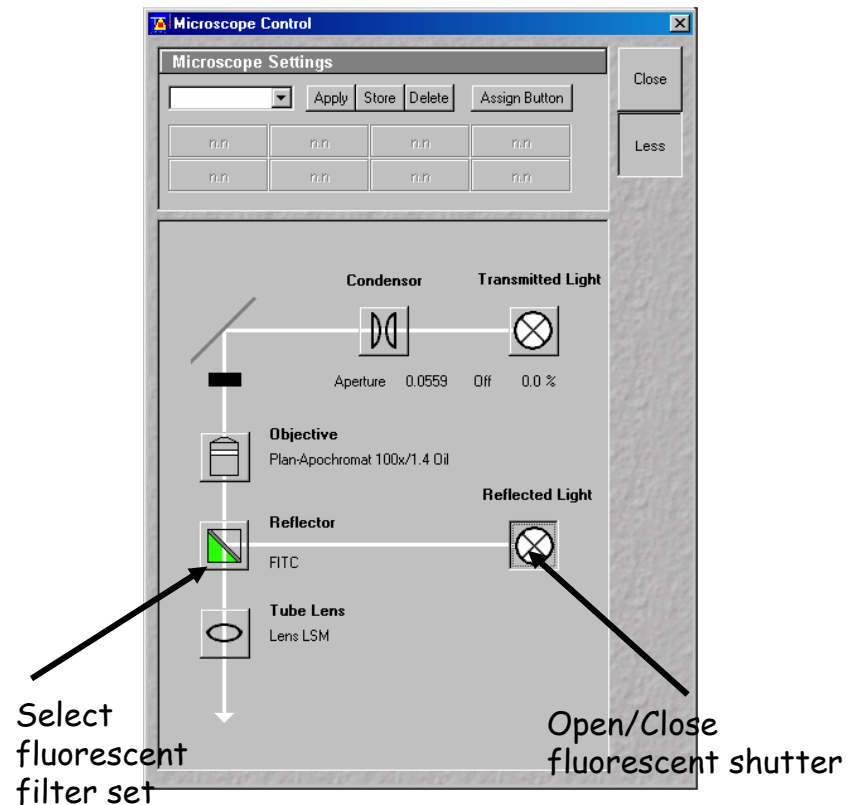 Microscope Control
Microscope Settings
Close
Apply Store Delete Assign Button
n.n n.n n.n n.n
Less
n.n n.n n.n n.n
Condensor Transmitted Light
Aperture 0.0559 Off 0.0 %
Objective
Plan-Apochromat 100x/1.4 Oil
Reflected Light
Reflector
FITC
Tube Lens
Lens LSM
Select
fluorescent
filter set
Open/Close
fluorescent shutter